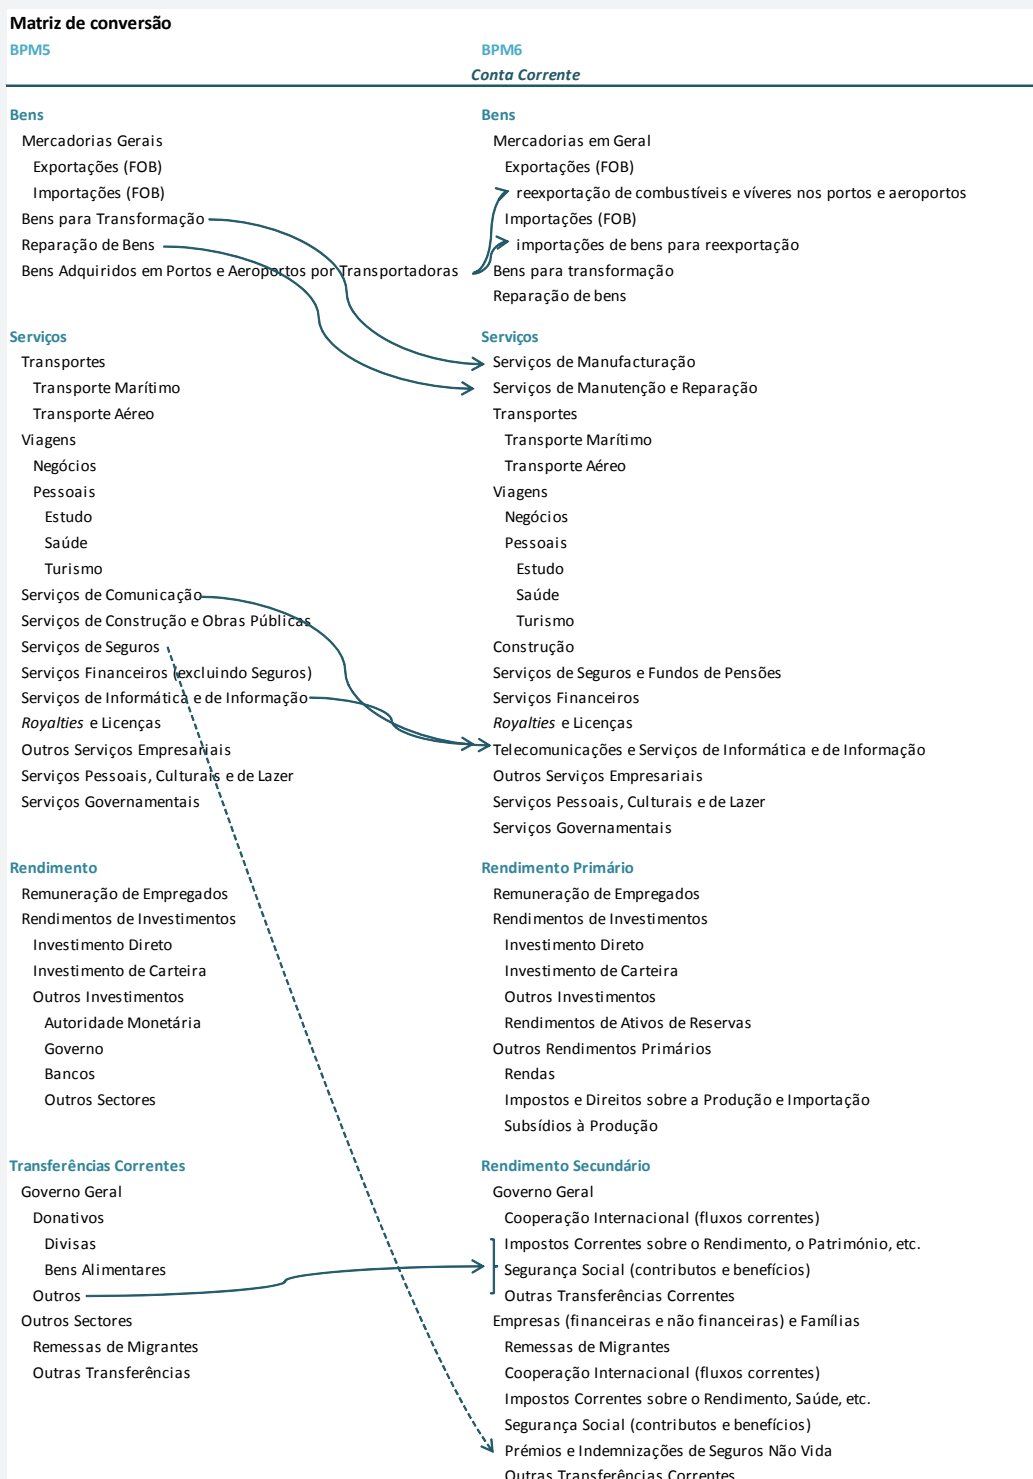 Matriz de conversão
BPM5
BPM6
Conta Corrente
Bens
Mercadorias Gerais
Exportações (FOB)
Importações (FOB)
Bens para Transformação
Reparação de Bens
Bens Adquiridos em Portos e Aeroportos por Transportadoras
Serviços
Transportes
Transporte Marítimo
Transporte Aéreo
Viagens
Negócios
Pessoais
Estudo
Saúde
Turismo
Serviços de Comunicação
Serviços de Construção e Obras Públicas
Serviços de Seguros
Serviços Financeiros (excluindo Seguros)
Serviços de Informática e de Informação
Royalties e Licenças
Outros Serviços Empresariais
Serviços Pessoais, Culturais e de Lazer
Serviços Governamentais
Rendimento
Remuneração de Empregados
Rendimentos de Investimentos
Investimento Direto
Investimento de Carteira
Outros Investimentos
Autoridade Monetária
Governo
Bancos
Outros Sectores
Transferências Correntes
Governo Geral
Donativos
Divisas
Bens Alimentares
Outros
Outros Sectores
Remessas de Migrantes
Outras Transferências
Bens
Mercadorias em Geral
Exportações (FOB)
reexportação de combustíveis e víveres nos portos e aeroportos
Importações (FOB)
importações de bens para reexportação
Bens para transformação
Reparação de bens
Serviços
Serviços de Manufacturação
Serviços de Manutenção e Reparação
Transportes
Transporte Marítimo
Transporte Aéreo
Viagens
Negócios
Pessoais
Estudo
Saúde
Turismo
Construção
Serviços de Seguros e Fundos de Pensões
Serviços Financeiros
Royalties e Licenças
Telecomunicações e Serviços de Informática e de Informação
Outros Serviços Empresariais
Serviços Pessoais, Culturais e de Lazer
Serviços Governamentais
Rendimento Primário
Remuneração de Empregados
Rendimentos de Investimentos
Investimento Direto
Investimento de Carteira
Outros Investimentos
Rendimentos de Ativos de Reservas
Outros Rendimentos Primários
Rendas
Impostos e Direitos sobre a Produção e Importação
Subsídios à Produção
Rendimento Secundário
Governo Geral
Cooperação Internacional (fluxos correntes)
Impostos Correntes sobre o Rendimento, o Património, etc.
Segurança Social (contributos e benefícios)
Outras Transferências Correntes
Empresas (financeiras e não financeiras) e Famílias
Remessas de Migrantes
Cooperação Internacional (fluxos correntes)
Impostos Correntes sobre o Rendimento, Saúde, etc.
Segurança Social (contributos e benefícios)
Prémios e Indemnizações de Seguros Não Vida
Outras Transferências Correntes